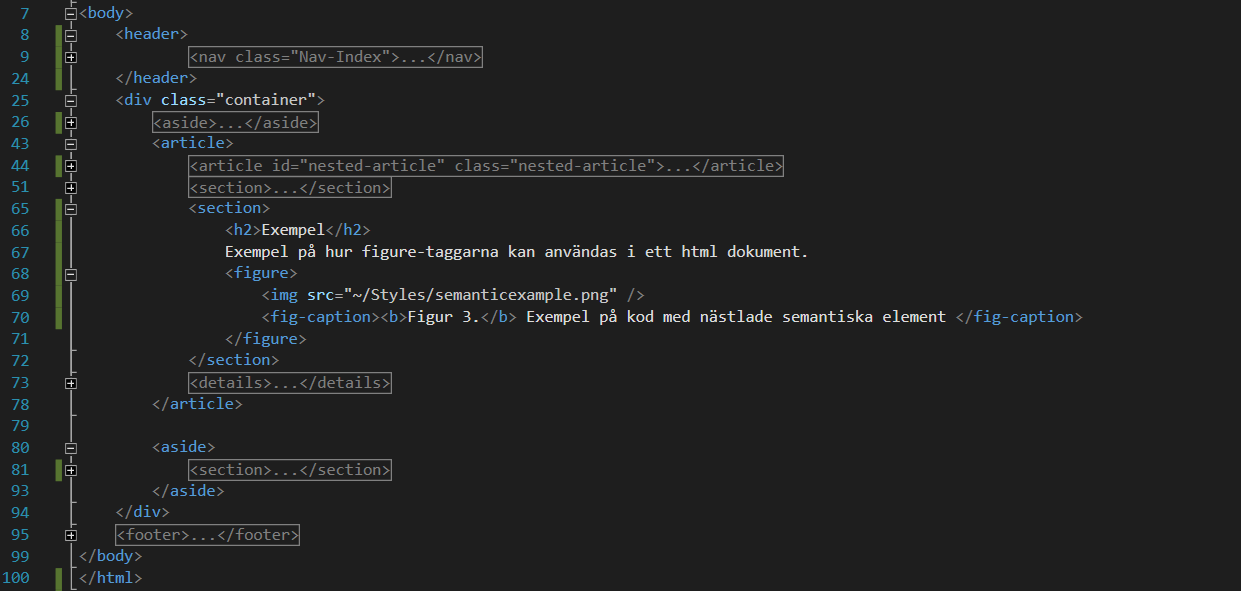 7 <body>
8 <header>
9 <nav class="Nav-Index">...</nav>
24 </header>
25 <div class="container">
26 <aside>...</aside>
43 <article>
44 <article id="nested-article" class="nested-article">...</article>
51 <section>...</section>
65 <section>
66 <h2>Exempel</h2>
67 Exempel på hur figure-taggarna kan användas i ett html dokument.
68 <figure>
69 <img src="~/Styles/semanticexample.png" />
70 <fig-caption><b>Figur 3.</b> Exempel på kod med nästlade semantiska element </fig-caption>
71 </figure>
72 </section>
73 <details>...</details>
78 </article>
79
80 <aside>
81 <section>...</section>
93 </aside>
94 </div>
95 <footer>...</footer>
99 </body>
100 </html>